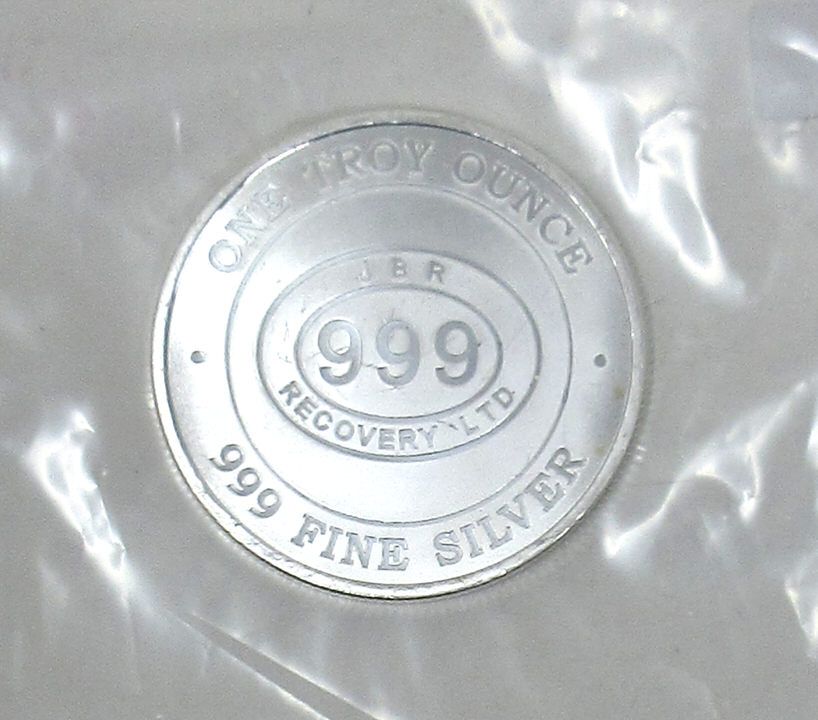 ONE TROY OUNCE
JBR
999
RECOVERY LTD
999 FINE SILVER